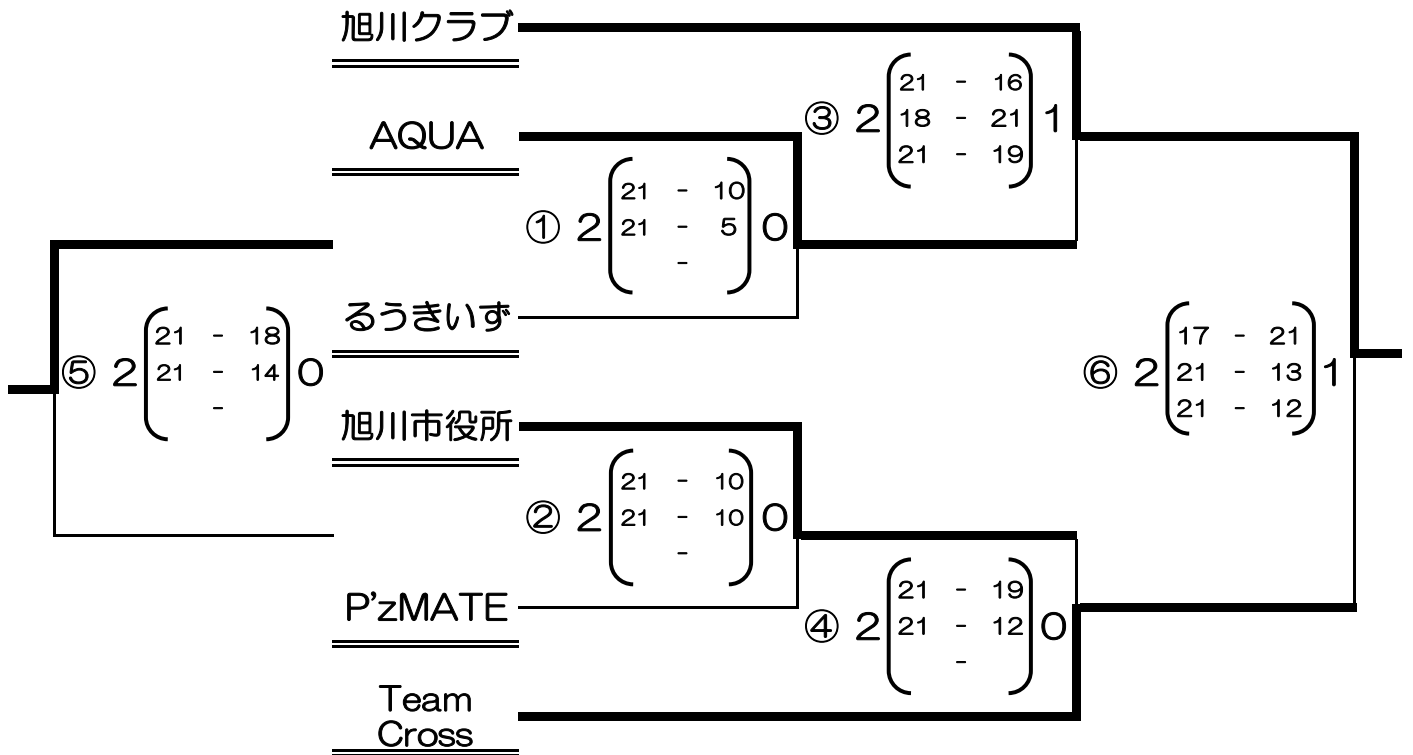 旭川クラブ
AQUA
るうきいず
旭川市役所
P'zMATE
Team
Cross
① 2 21 - 10 0
21 - 5
-
② 2 21 - 10 0
21 - 10
-
③ 2 21 - 16 1
18 - 21
21 - 19
④ 2 21 - 19 0
21 - 12
-
⑤ 2 21 - 18 0
21 - 14
-
⑥ 2 17 - 21 1
21 - 13
21 - 12